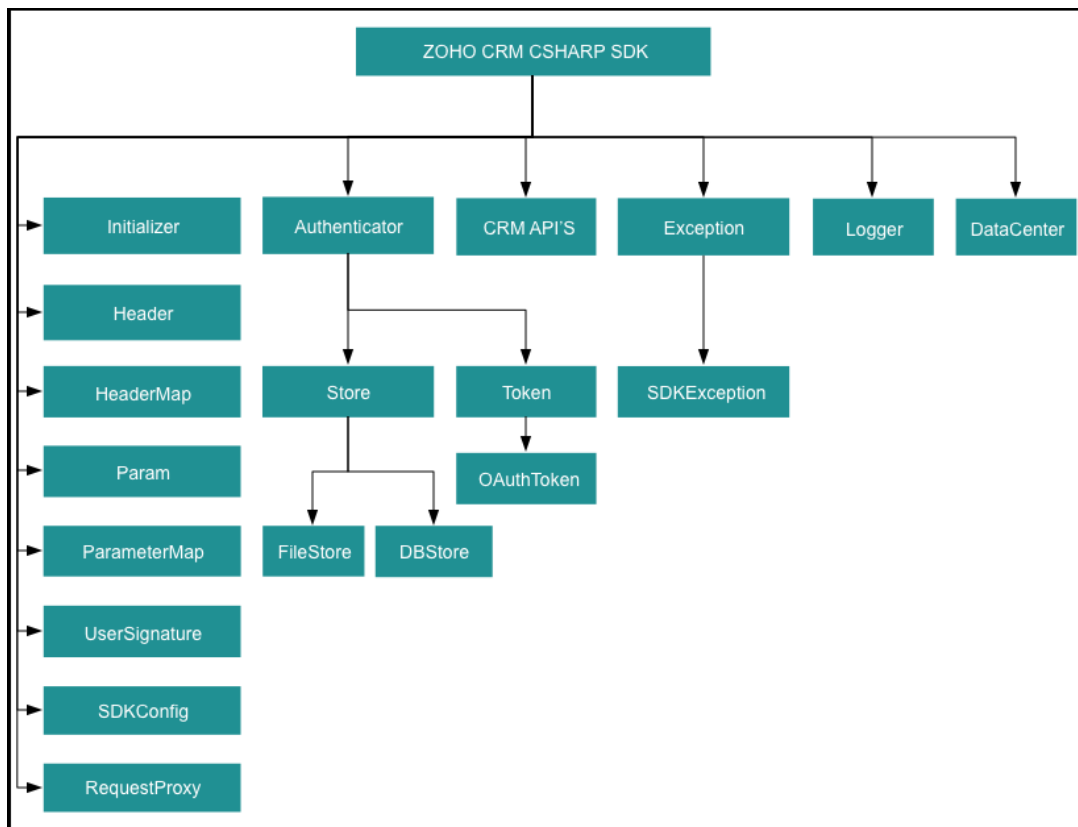 ZOHO CRM CSHARP SDK
Initializer
Authenticator
CRM API'S
Exception
Logger
DataCenter
Header
HeaderMap
Store
Token
SDKException
Param
OAuthToken
ParameterMap
FileStore
DBStore
UserSignature
SDKConfig
RequestProxy